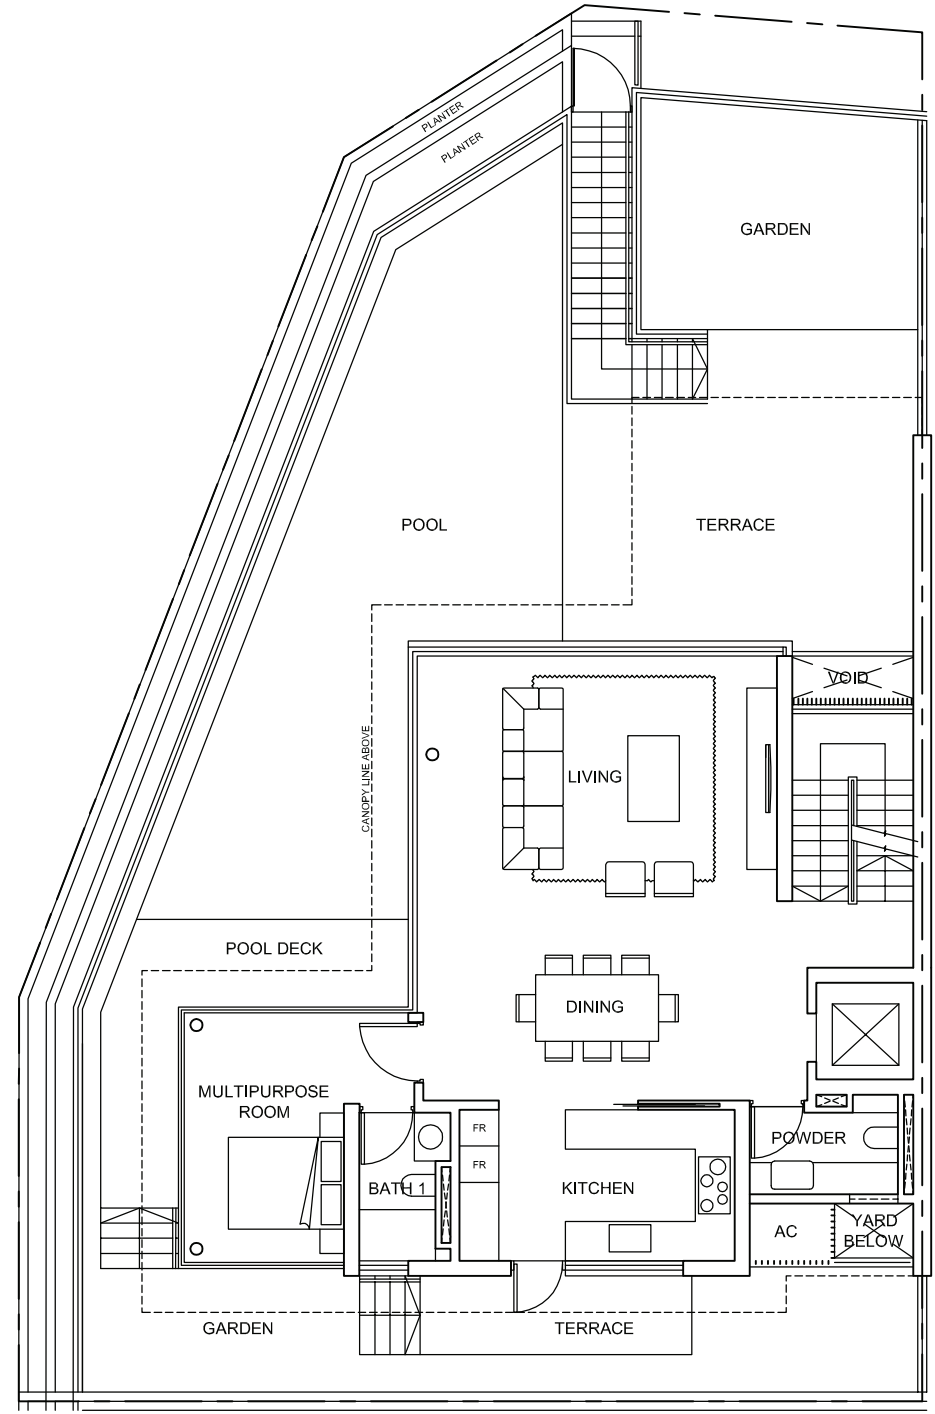 PLANTER
PLANTER
GARDEN
POOL
TERRACE
VOID
CANOPY LINE ABOVE
LIVING
POOL DECK
DINING
MULTIPURPOSE
ROOM
FR
>< 
POWDER
FR
BATH 1
KITCHEN
AC
YARD
BELOW
GARDEN
TERRACE